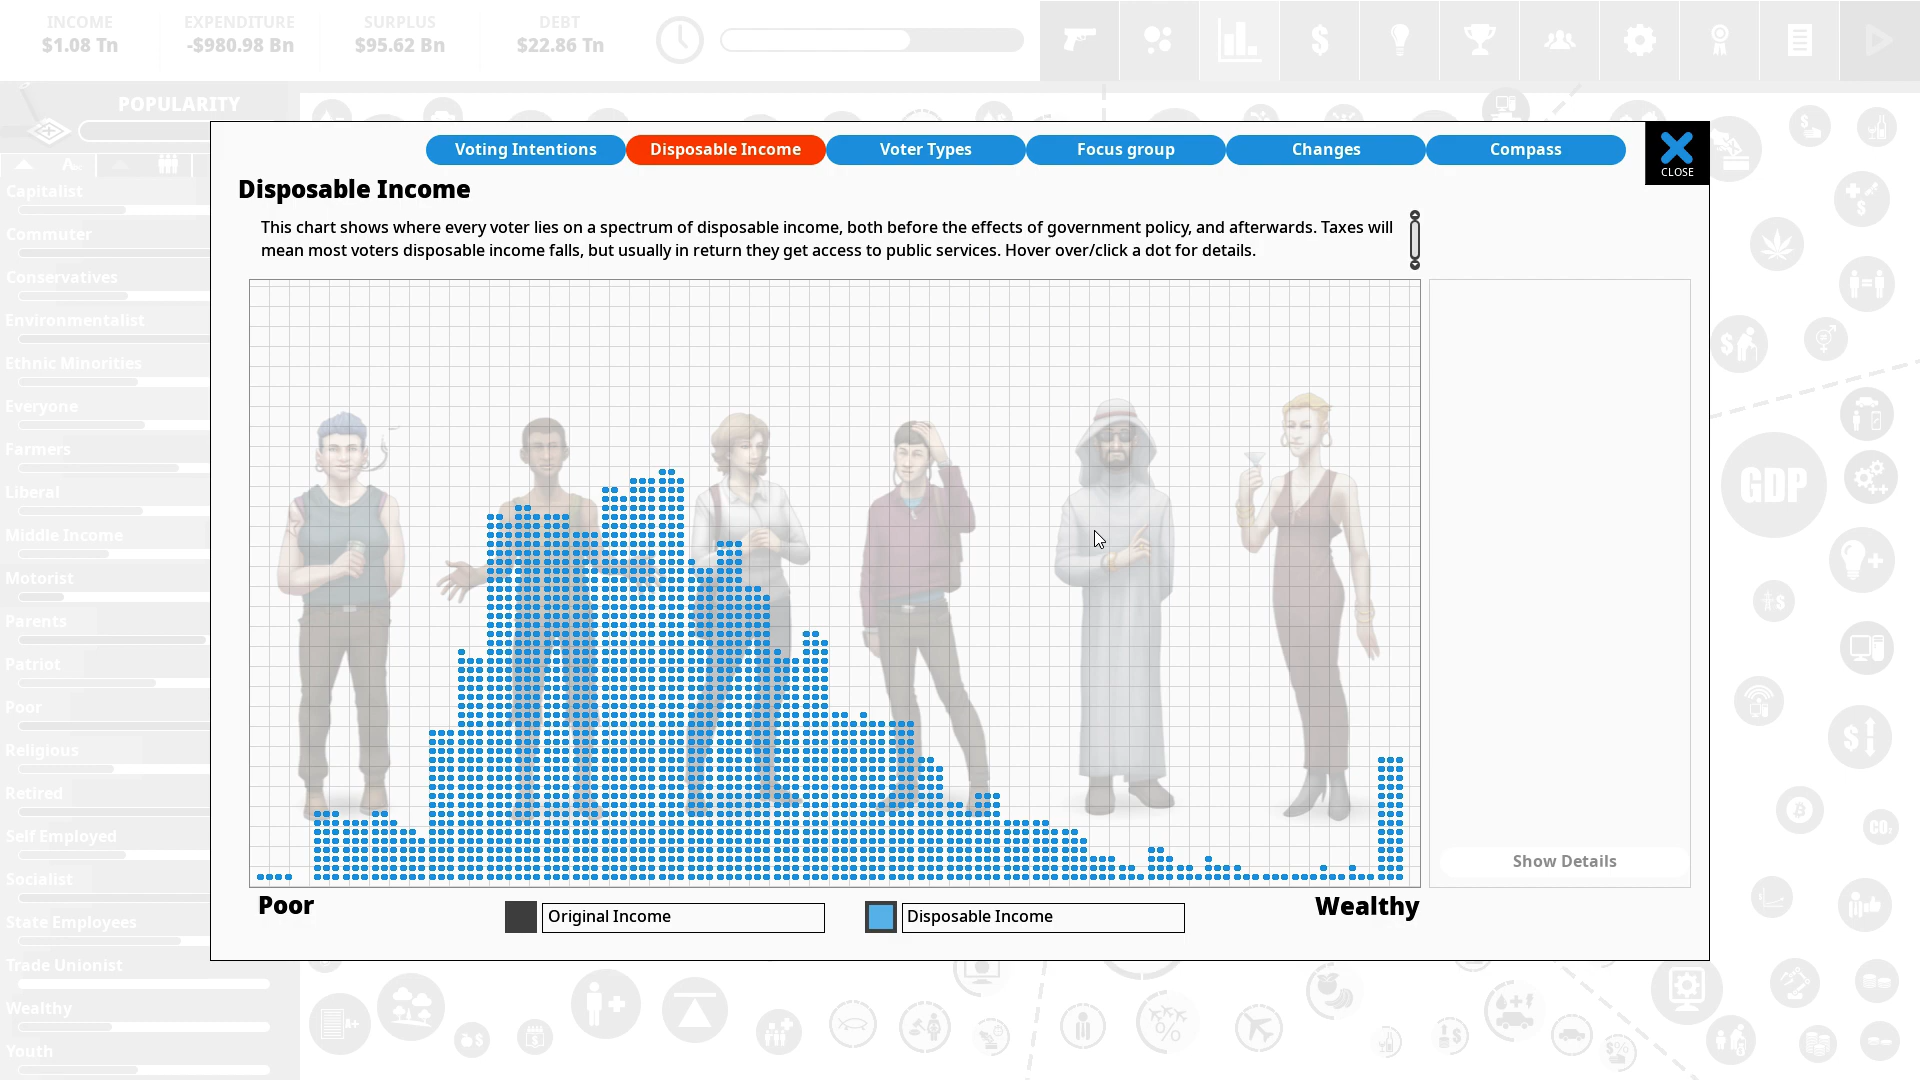 INCOME
$1.08 Tn
EXPENDITURE
-$980.98 Bn
SURPLUS
$95.62 Bn
DEBT
$22.86 Tn
POPULARITY
Voting Intentions
Disposable Income
Voter Types
Focus group
Changes
Compass
CLOSE
Disposable Income
This chart shows where every voter lies on a spectrum of disposable income, both before the effects of government policy, and afterwards. Taxes will
mean most voters disposable income falls, but usually in return they get access to public services. Hover over/click a dot for details.
Capitalist
Commuter
Conservatives
Environmentalist
Ethnic Minorities
Everyone
Farmers
Liberal
Middle Income
Motorist
Parents
Patriot
Poor
Religious
Retired
Self Employed
Socialist
State Employees
Trade Unionist
Wealthy
Youth
GDP
CO₂
Show Details
Poor
Original Income
Disposable Income
Wealthy